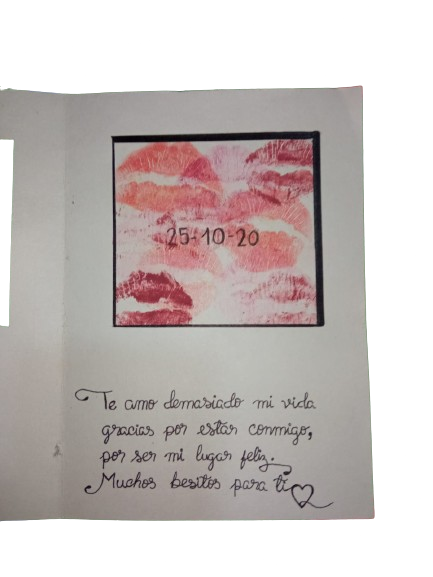 25-10-20
Te amo demasiado mi vida
gracias por estar conmigo,
por ser mi lugar feliz.
Muchos besitos para ti